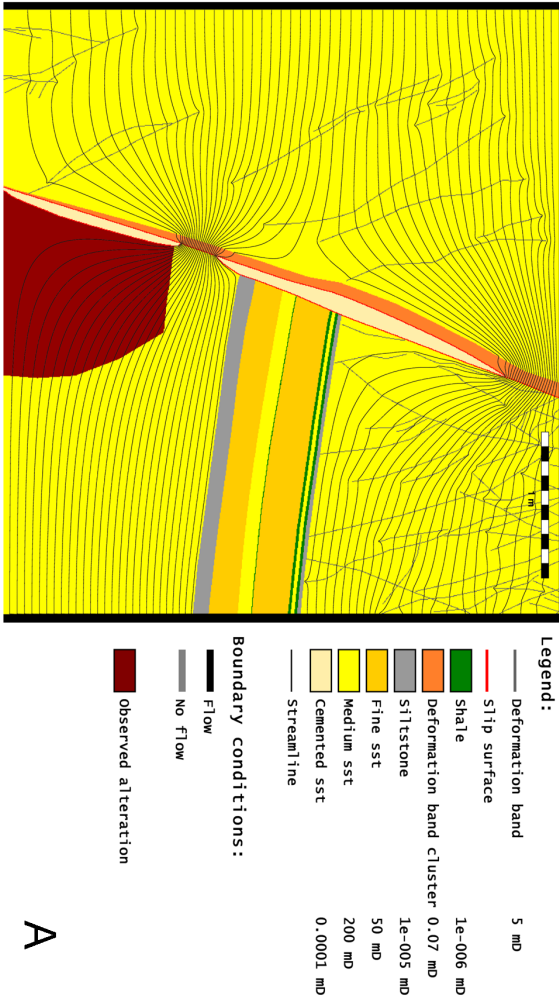 1 m
Legend:
Deformation band 5 mD
Slip surface
Shale 1e-006 mD
Deformation band cluster 0.07 mD
Siltstone 1e-005 mD
Fine sst 50 mD
Medium sst 200 mD
Cemented sst 0.0001 mD
Streamline
Boundary conditions:
Flow
No flow
Observed alteration
A